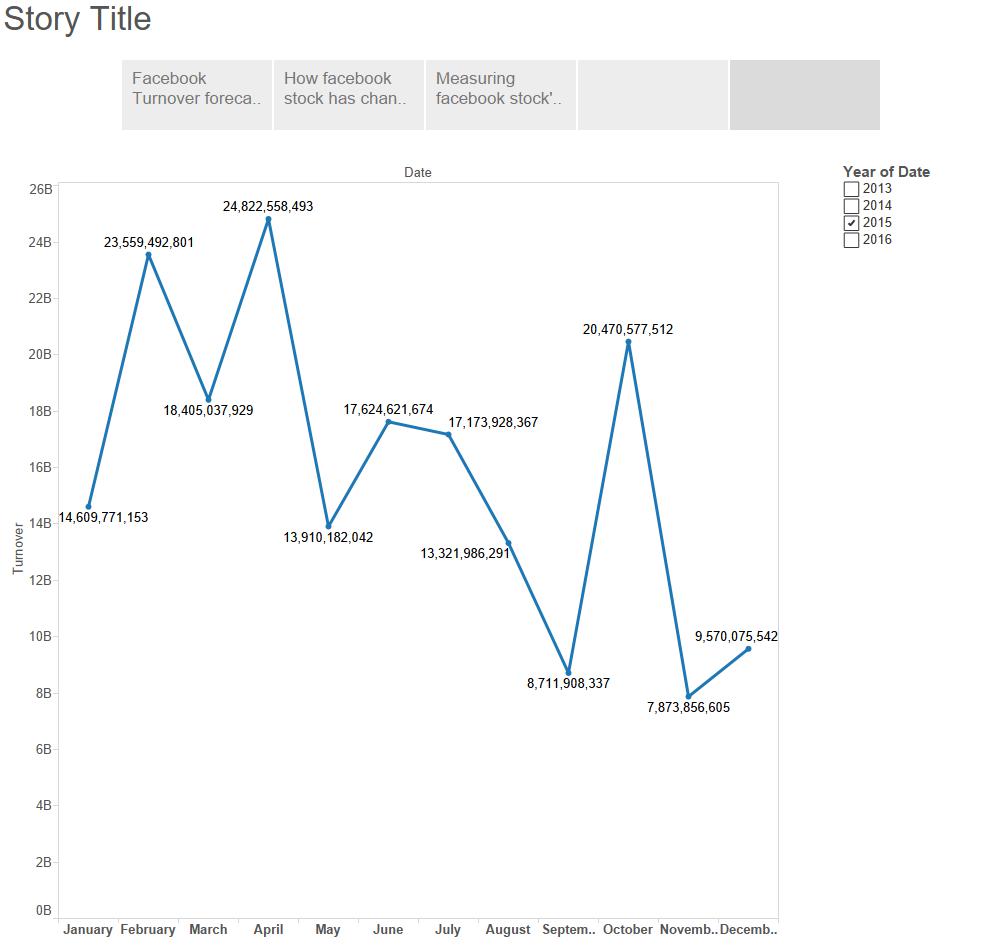 Story Title
Facebook
Turnover foreca..
How facebook
stock has chan..
Measuring
facebook stock'..
Date
Year of Date
2013
2014
2015
2016
26B
24B
22B
20B
18B
16B
14B
12B
10B
8B
6B
4B
2B
0B
Turnover
14,609,771,153
23,559,492,801
18,405,037,929
24,822,558,493
13,910,182,042
17,624,621,674
17,173,928,367
13,321,986,291
8,711,908,337
20,470,577,512
7,873,856,605
9,570,075,542
January February March April May June July August Septem.. October Novemb.. Decemb..